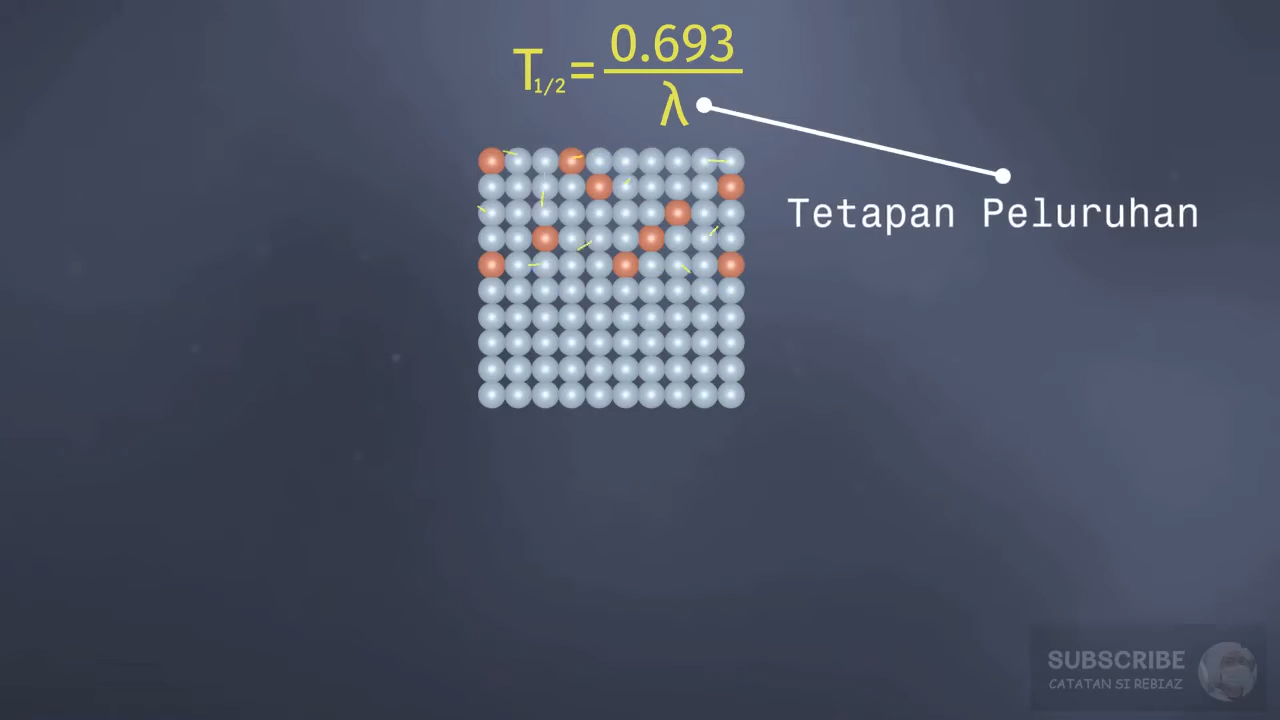 T1/2 = 0.693
λ
Tetapan Peluruhan
SUBSCRIBE
CATATAN SI REBIAZ